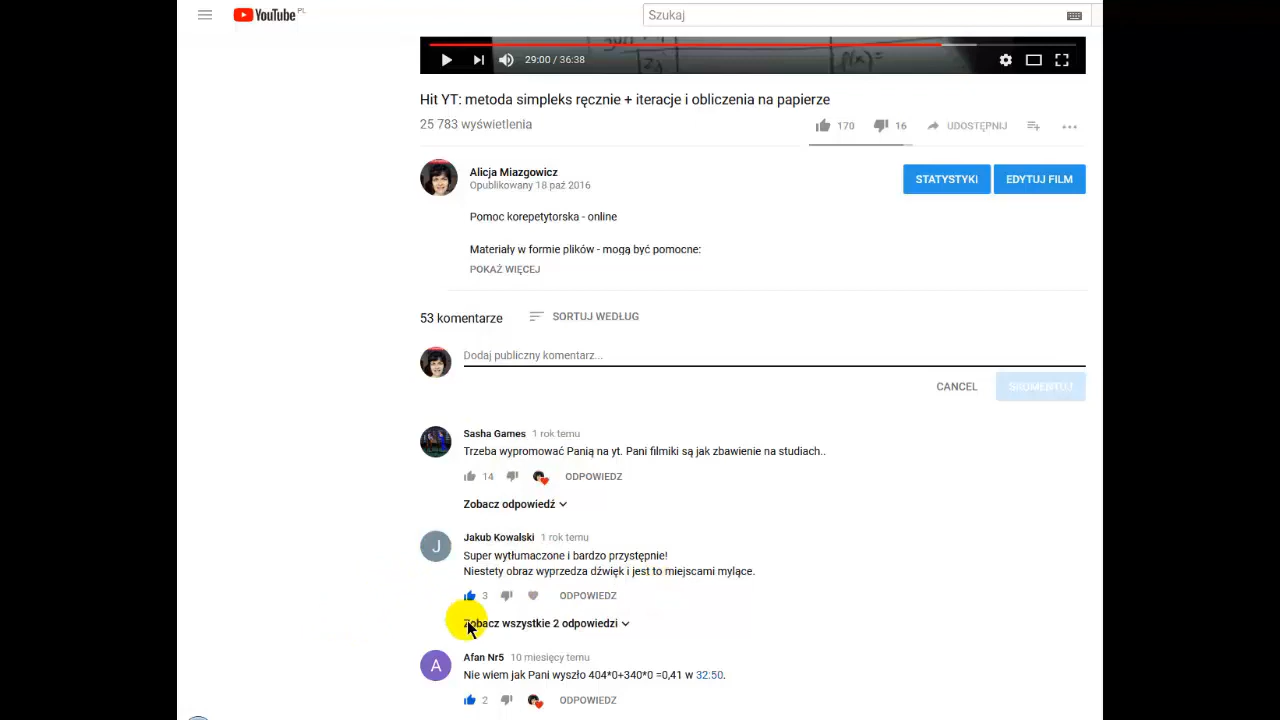 YouTube PL
Szukaj
29:00 / 36:38
Hit YT: metoda simpleks ręcznie + iteracje i obliczenia na papierze
25 783 wyświetlenia
170
16
UDOSTĘPNIJ
Alicja Miazgowicz
Opublikowany 18 paź 2016
STATYSTYKI
EDYTUJ FILM
Pomoc korepetytorska - online
Materiały w formie plików - mogą być pomocne:
POKAŻ WIĘCEJ
53 komentarze
SORTUJ WEDŁUG
Dodaj publiczny komentarz...
CANCEL
SKOMENTUJ
Sasha Games 1 rok temu
Trzeba wypromować Panią na yt. Pani filmiki są jak zbawienie na studiach..
14
ODPOWIEDZ
Zobacz odpowiedź
J
Jakub Kowalski 1 rok temu
Super wytłumaczone i bardzo przystępnie!
Niestety obraz wyprzedza dźwięk i jest to miejscami mylące.
3
ODPOWIEDZ
Zobacz wszystkie 2 odpowiedzi
A
Afan Nr5 10 miesięcy temu
Nie wiem jak Pani wyszło 404*0+340*0 =0,41 w 32:50.
2
ODPOWIEDZ